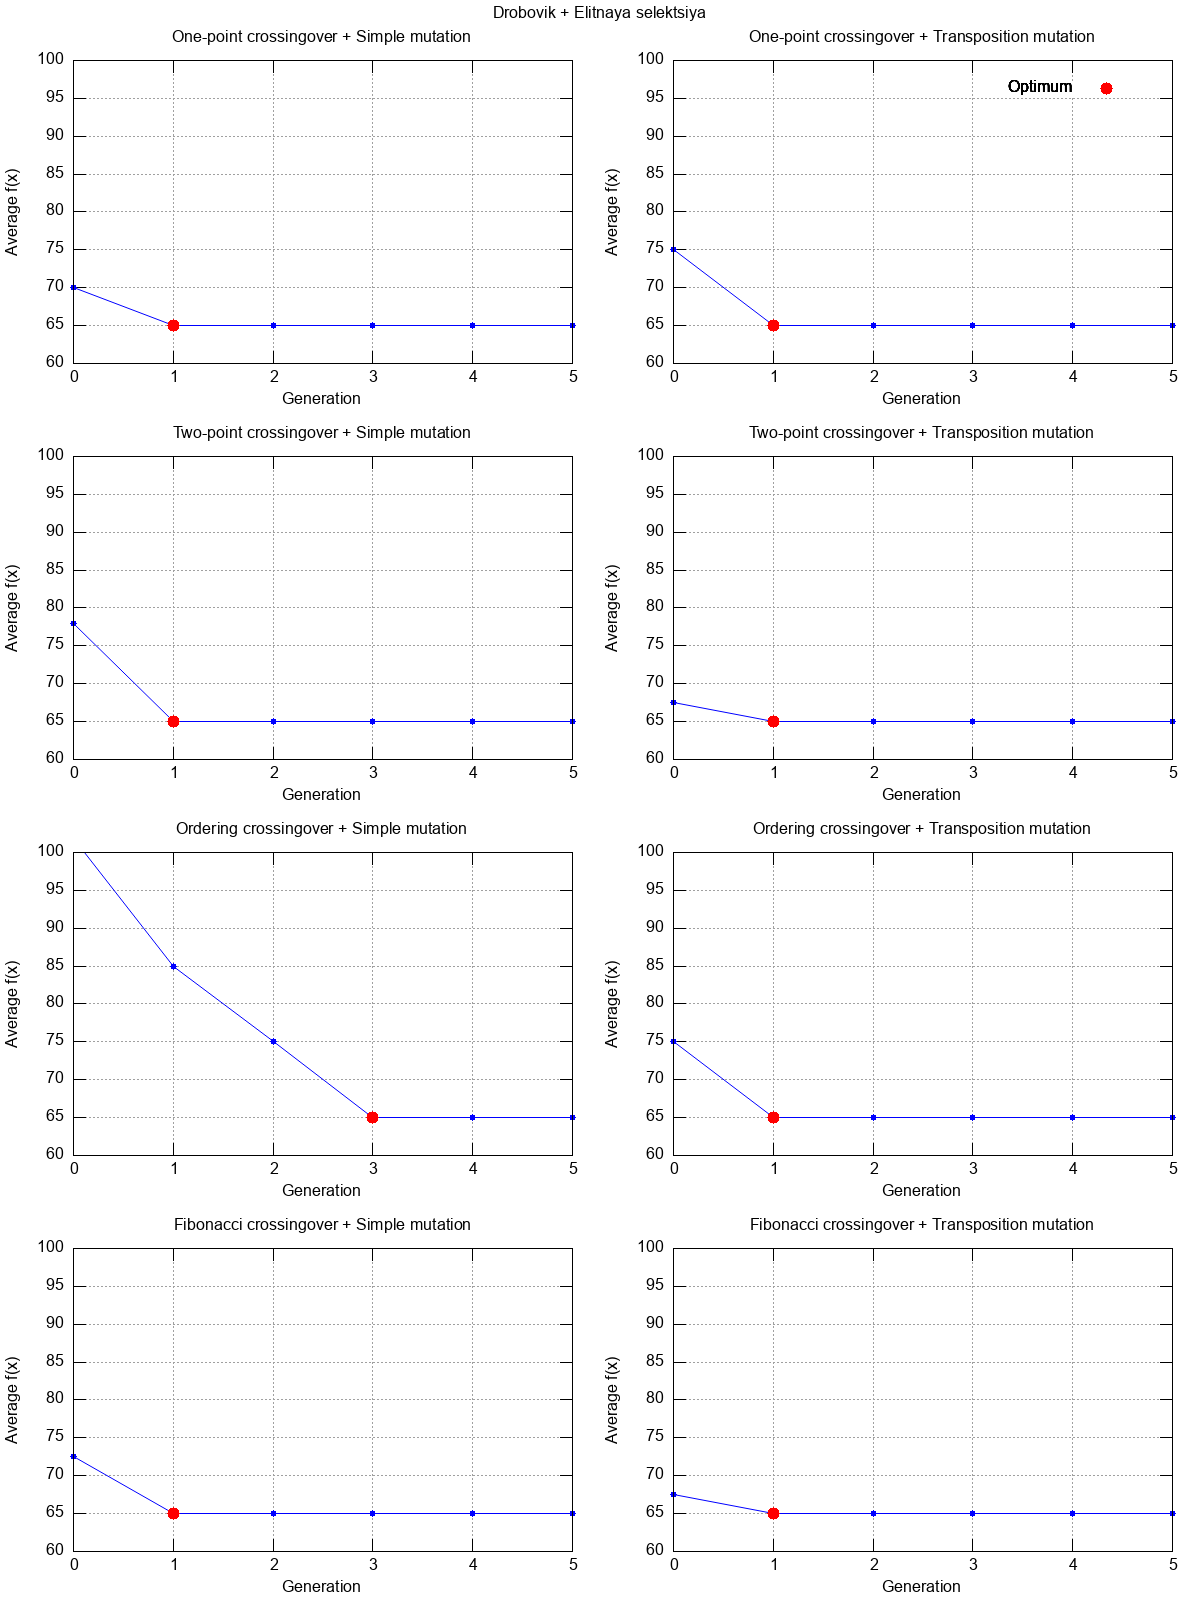 Drobovik + Elitnaya selektsiya
One-point crossingover + Simple mutation
100
95
90
85
80
75
70
65
60
Average f(x)
0 1 2 3 4 5
Generation
One-point crossingover + Transposition mutation
Optimum
100
95
90
85
80
75
70
65
60
Average f(x)
0 1 2 3 4 5
Generation
Two-point crossingover + Simple mutation
100
95
90
85
80
75
70
65
60
Average f(x)
0 1 2 3 4 5
Generation
Two-point crossingover + Transposition mutation
100
95
90
85
80
75
70
65
60
Average f(x)
0 1 2 3 4 5
Generation
Ordering crossingover + Simple mutation
100
95
90
85
80
75
70
65
60
Average f(x)
0 1 2 3 4 5
Generation
Ordering crossingover + Transposition mutation
100
95
90
85
80
75
70
65
60
Average f(x)
0 1 2 3 4 5
Generation
Fibonacci crossingover + Simple mutation
100
95
90
85
80
75
70
65
60
Average f(x)
0 1 2 3 4 5
Generation
Fibonacci crossingover + Transposition mutation
100
95
90
85
80
75
70
65
60
Average f(x)
0 1 2 3 4 5
Generation